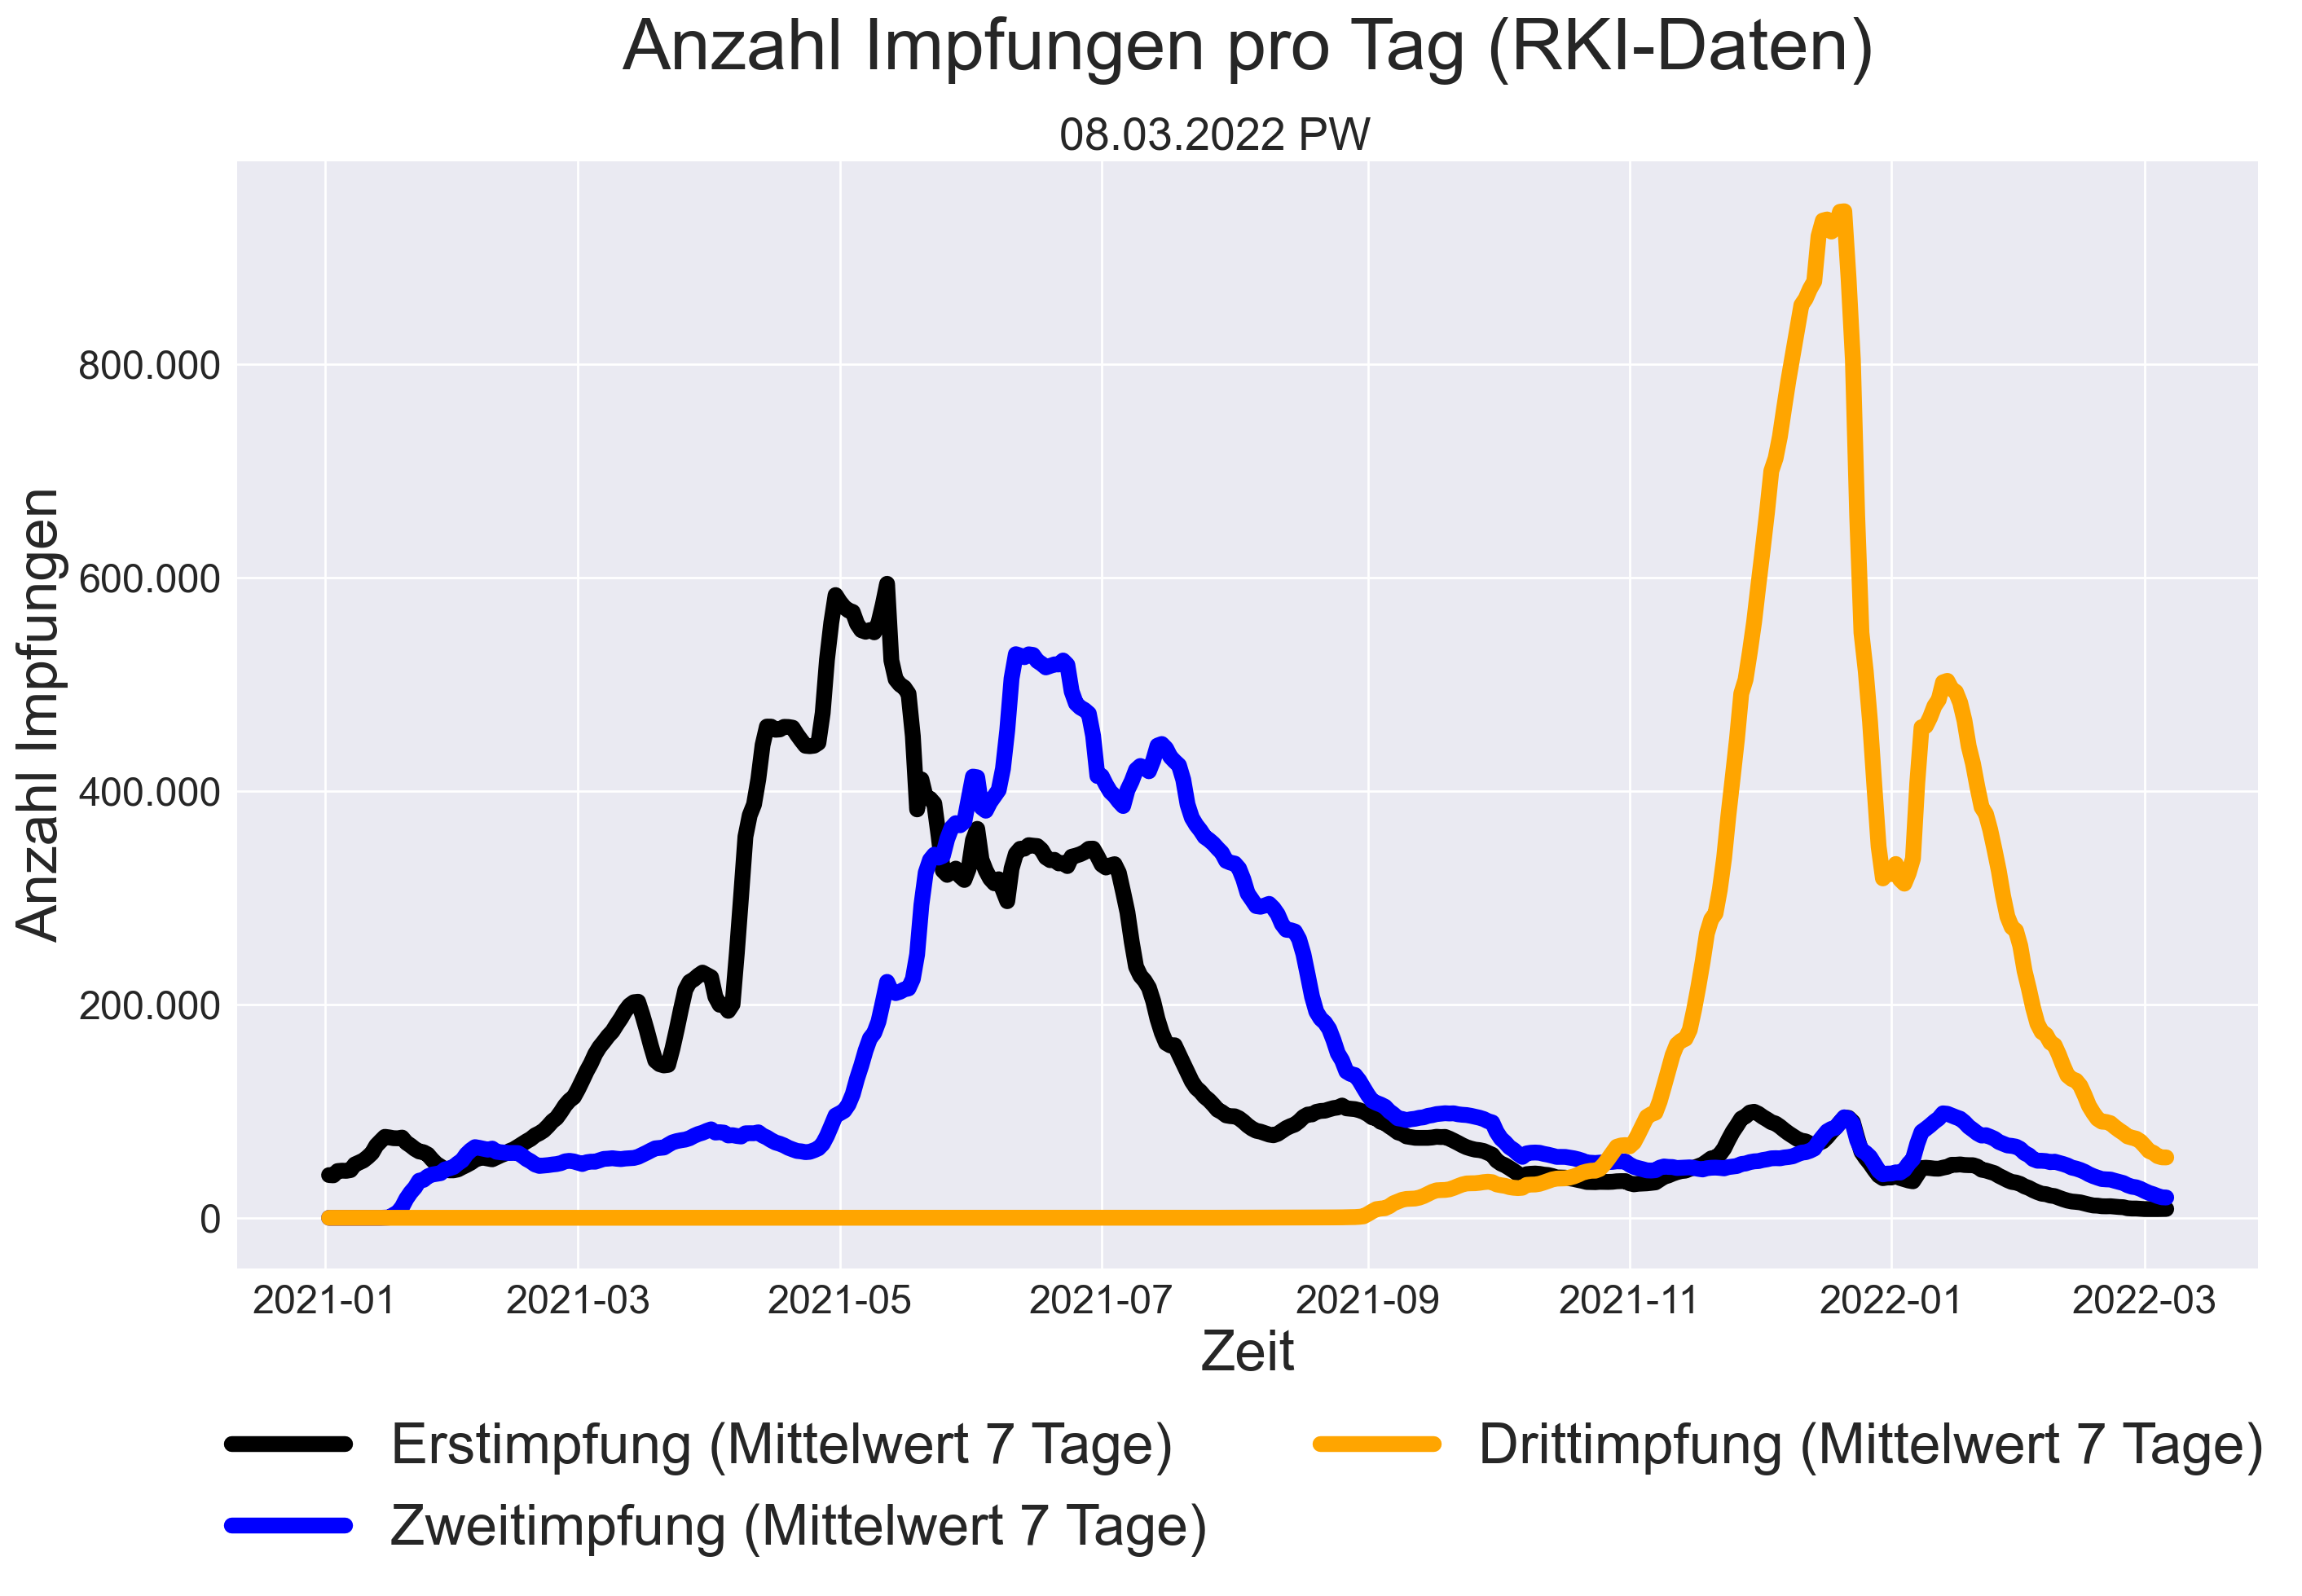 Anzahl Impfungen pro Tag (RKI-Daten)
08.03.2022 PW
Anzahl Impfungen
800.000
600.000
400.000
200.000
0
2021-01 2021-03 2021-05 2021-07 2021-09 2021-11 2022-01 2022-03
Zeit
Erstimpfung (Mittelwert 7 Tage)
Zweitimpfung (Mittelwert 7 Tage)
Drittimpfung (Mittelwert 7 Tage)